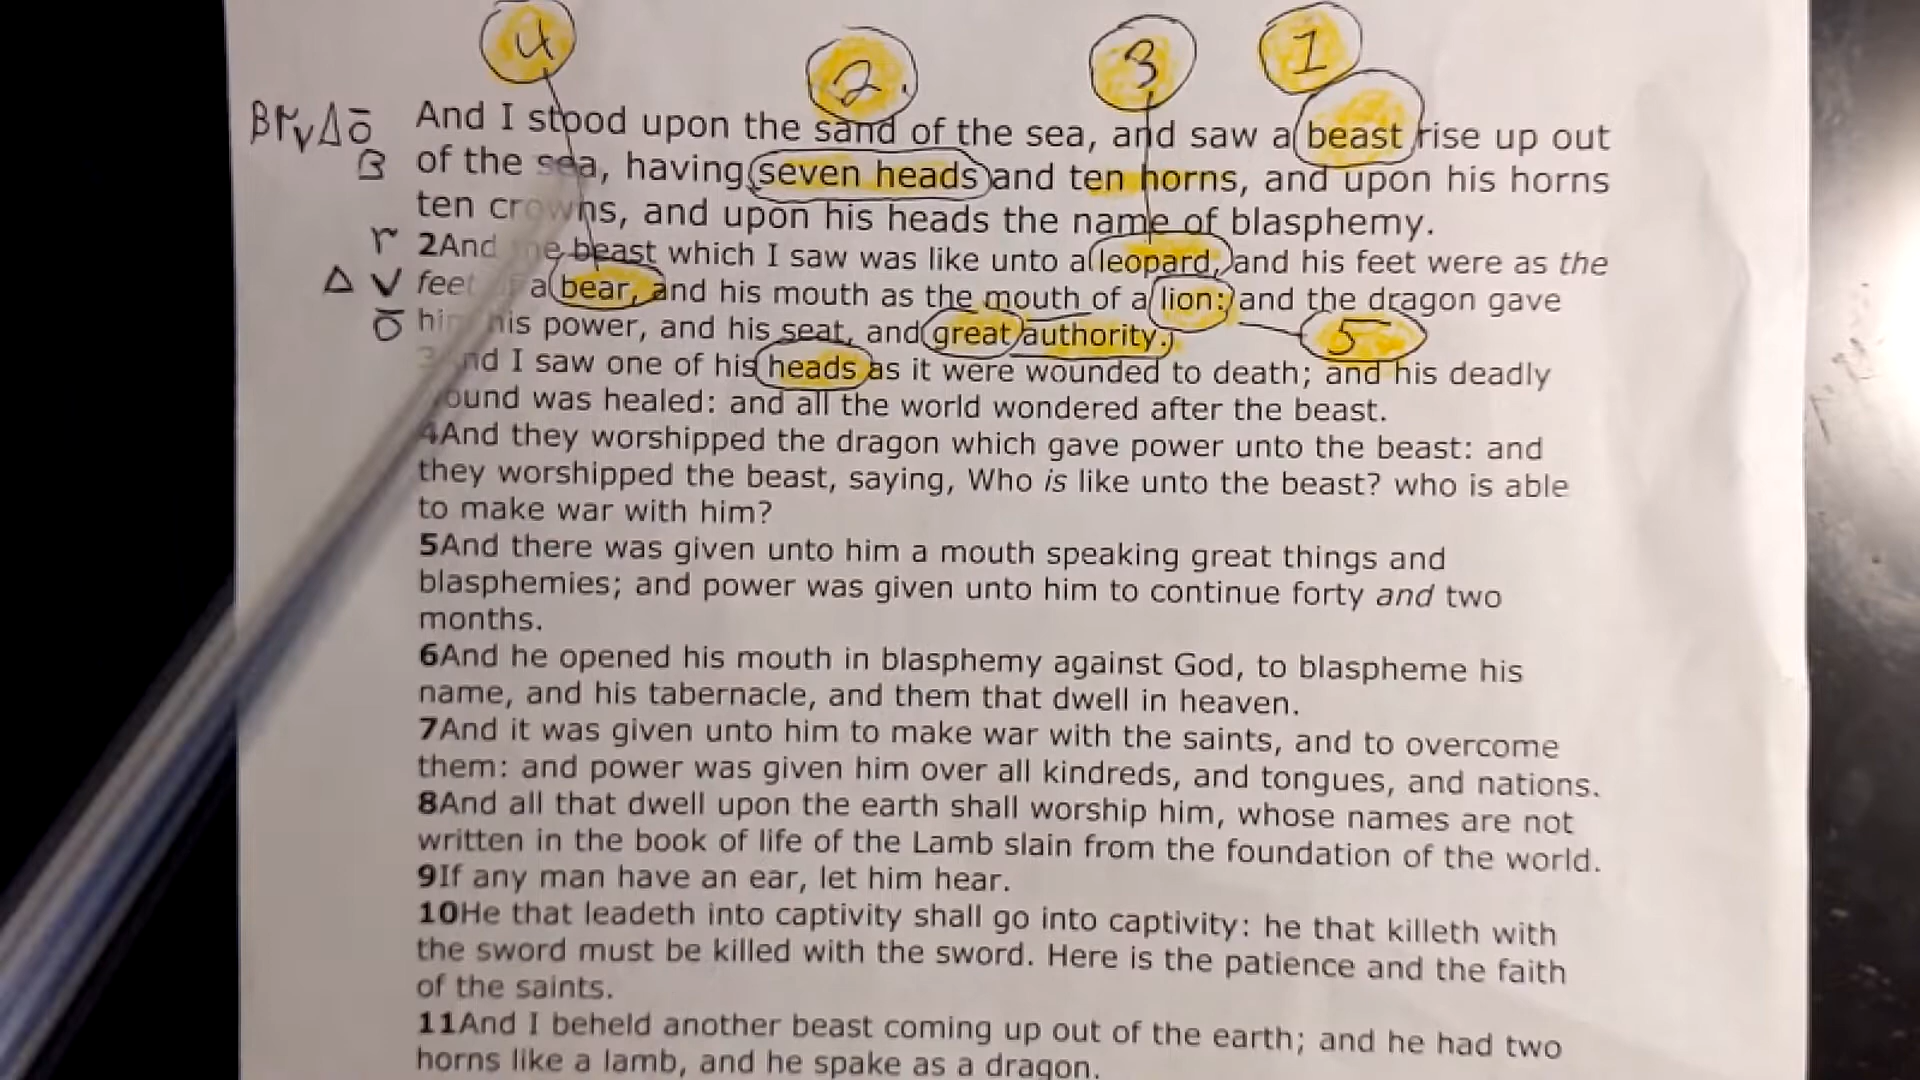 4 2 3 1
And I stood upon the sand of the sea, and saw a beast rise up out
of the sea, having seven heads and ten horns, and upon his horns
ten crowns, and upon his heads the name of blasphemy.
2And the beast which I saw was like unto a leopard, and his feet were as the
feet a bear, and his mouth as the mouth of a lion: and the dragon gave
him his power, and his seat, and great authority. 5
3And I saw one of his heads as it were wounded to death; and his deadly
wound was healed: and all the world wondered after the beast.
4And they worshipped the dragon which gave power unto the beast: and
they worshipped the beast, saying, Who is like unto the beast? who is able
to make war with him?
5And there was given unto him a mouth speaking great things and
blasphemies; and power was given unto him to continue forty and two
months.
6And he opened his mouth in blasphemy against God, to blaspheme his
name, and his tabernacle, and them that dwell in heaven.
7And it was given unto him to make war with the saints, and to overcome
them: and power was given him over all kindreds, and tongues, and nations.
8And all that dwell upon the earth shall worship him, whose names are not
written in the book of life of the Lamb slain from the foundation of the world.
9If any man have an ear, let him hear.
10He that leadeth into captivity shall go into captivity: he that killeth with
the sword must be killed with the sword. Here is the patience and the faith
of the saints.
11And I beheld another beast coming up out of the earth; and he had two
horns like a lamb, and he spake as a dragon.